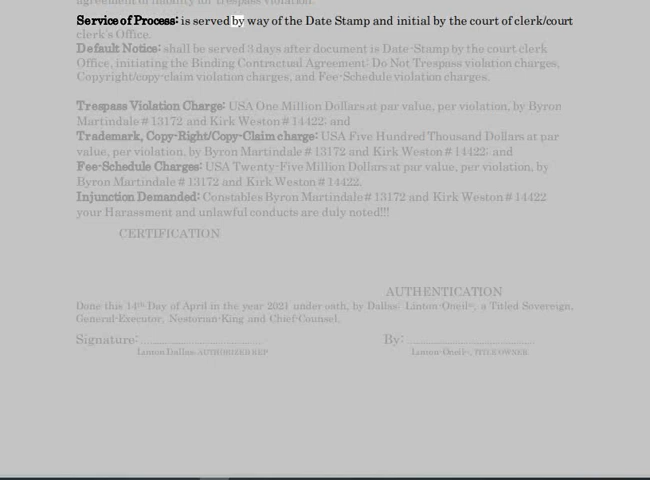 agreement of liability for trespass violation.
Service of Process: is served by way of the Date Stamp and initial by the court of clerk/court
clerk's Office.
Default Notice: shall be served 3 days after document is Date-Stamp by the court clerk
Office, initiating the Binding Contractual Agreement: Do Not Trespass violation charges,
Copyright/copy-claim violation charges, and Fee-Schedule violation charges.
Trespass Violation Charge: USA One Million Dollars at par value, per violation, by Byron
Martindale # 13172 and Kirk Weston # 14422; and
Trademark, Copy-Right/Copy-Claim charge: USA Five Hundred Thousand Dollars at par
value, per violation, by Byron Martindale # 13172 and Kirk Weston # 14422; and
Fee-Schedule Charges: USA Twenty-Five Million Dollars at par value, per violation, by
Byron Martindale # 13172 and Kirk Weston # 14422.
Injunction Demanded: Constables Byron Martindale # 13172 and Kirk Weston # 14422
your Harassment and unlawful conducts are duly noted!!!
CERTIFICATION
AUTHENTICATION
Done this 14th Day of April in the year 2021 under oath, by Dallas: Linton-Oneil©, a Titled Sovereign,
General-Executor, Nestorian-King and Chief-Counsel.
Signature: By:
Linton Dallas, AUTHORIZED REP Linton-Oneil©, TITLE OWNER